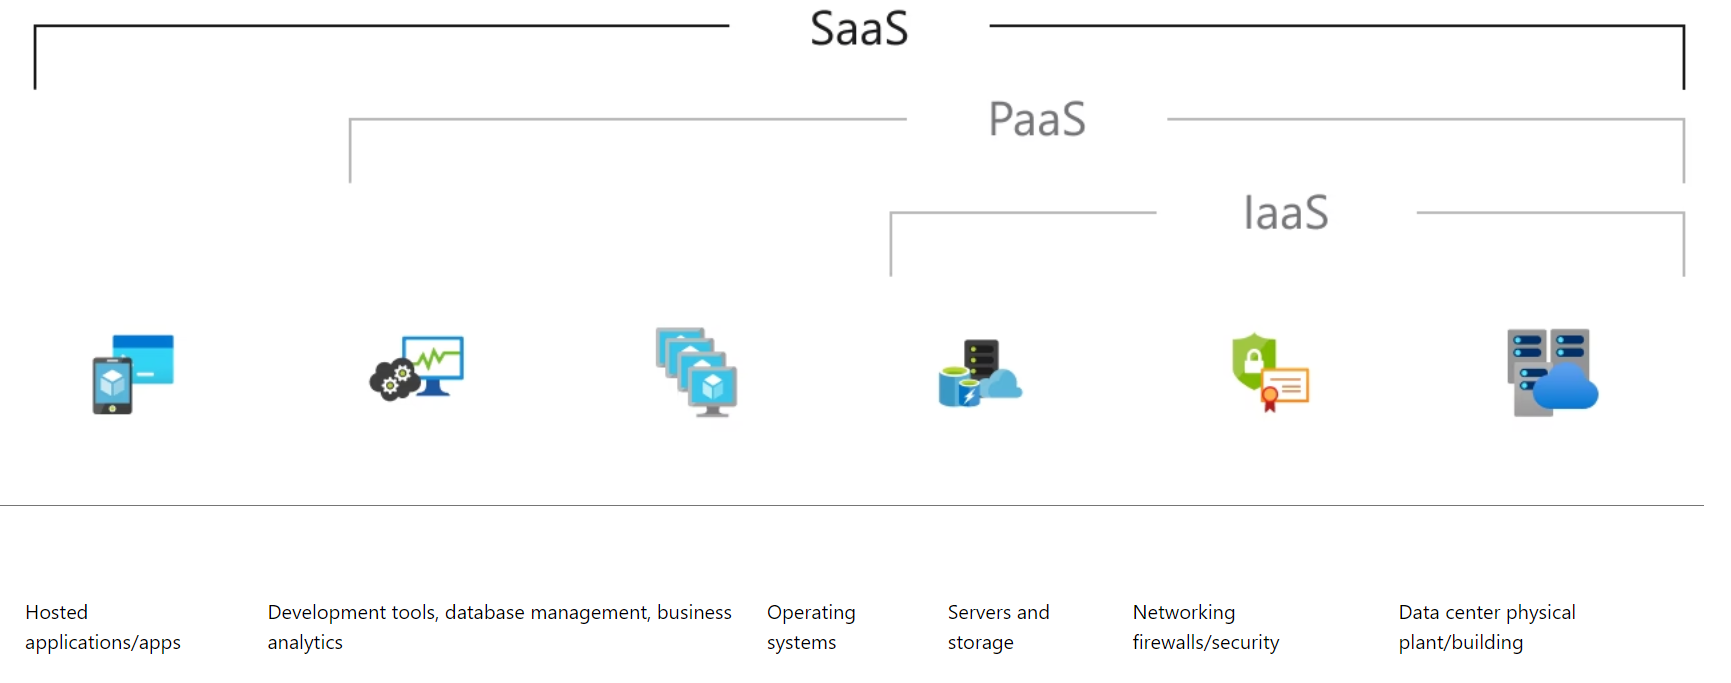 SaaS
PaaS
IaaS
Hosted
applications/apps
Development tools, database management, business
analytics
Operating
systems
Servers and
storage
Networking
firewalls/security
Data center physical
plant/building